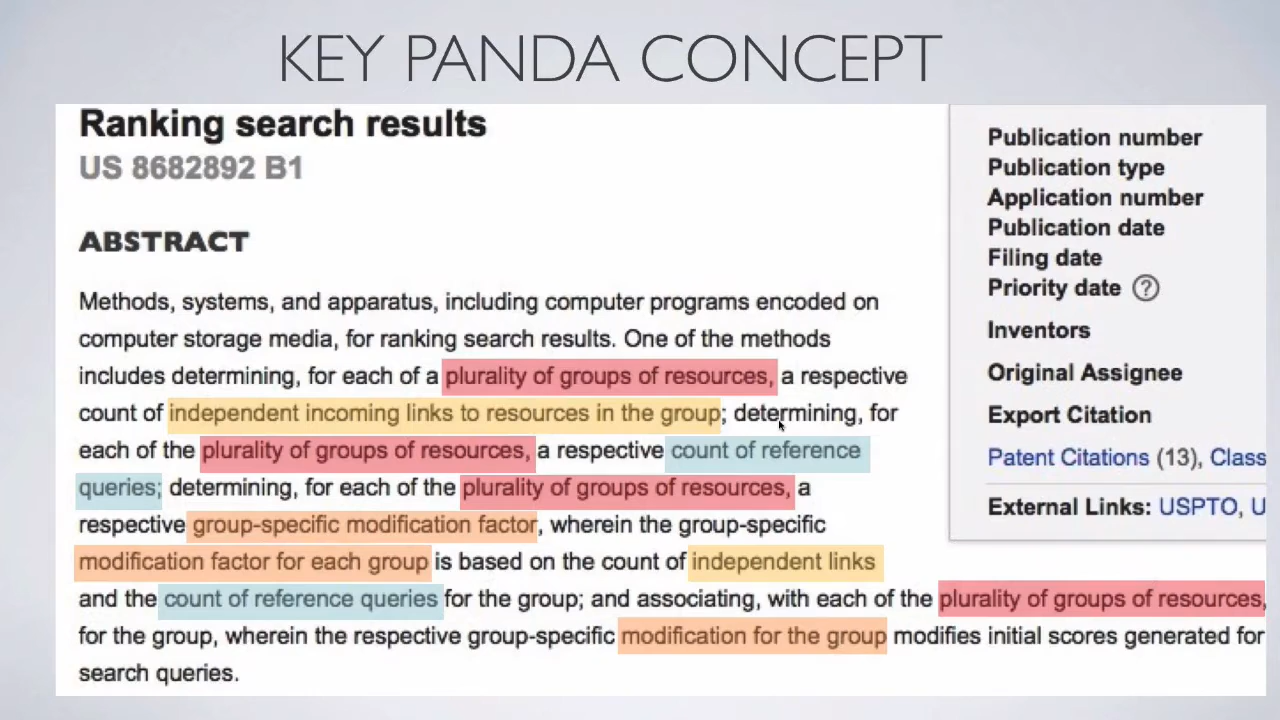 KEY PANDA CONCEPT
Ranking search results
US 8682892 B1
ABSTRACT
Methods, systems, and apparatus, including computer programs encoded on
computer storage media, for ranking search results. One of the methods
includes determining, for each of a plurality of groups of resources, a respective
count of independent incoming links to resources in the group; determining, for
each of the plurality of groups of resources, a respective count of reference
queries; determining, for each of the plurality of groups of resources, a
respective group-specific modification factor, wherein the group-specific
modification factor for each group is based on the count of independent links
and the count of reference queries for the group; and associating, with each of the plurality of groups of resources,
for the group, wherein the respective group-specific modification for the group modifies initial scores generated for
search queries.
Publication number
Publication type
Application number
Publication date
Filing date
Priority date ?
Inventors
Original Assignee
Export Citation
Patent Citations (13), Class
External Links: USPTO, U